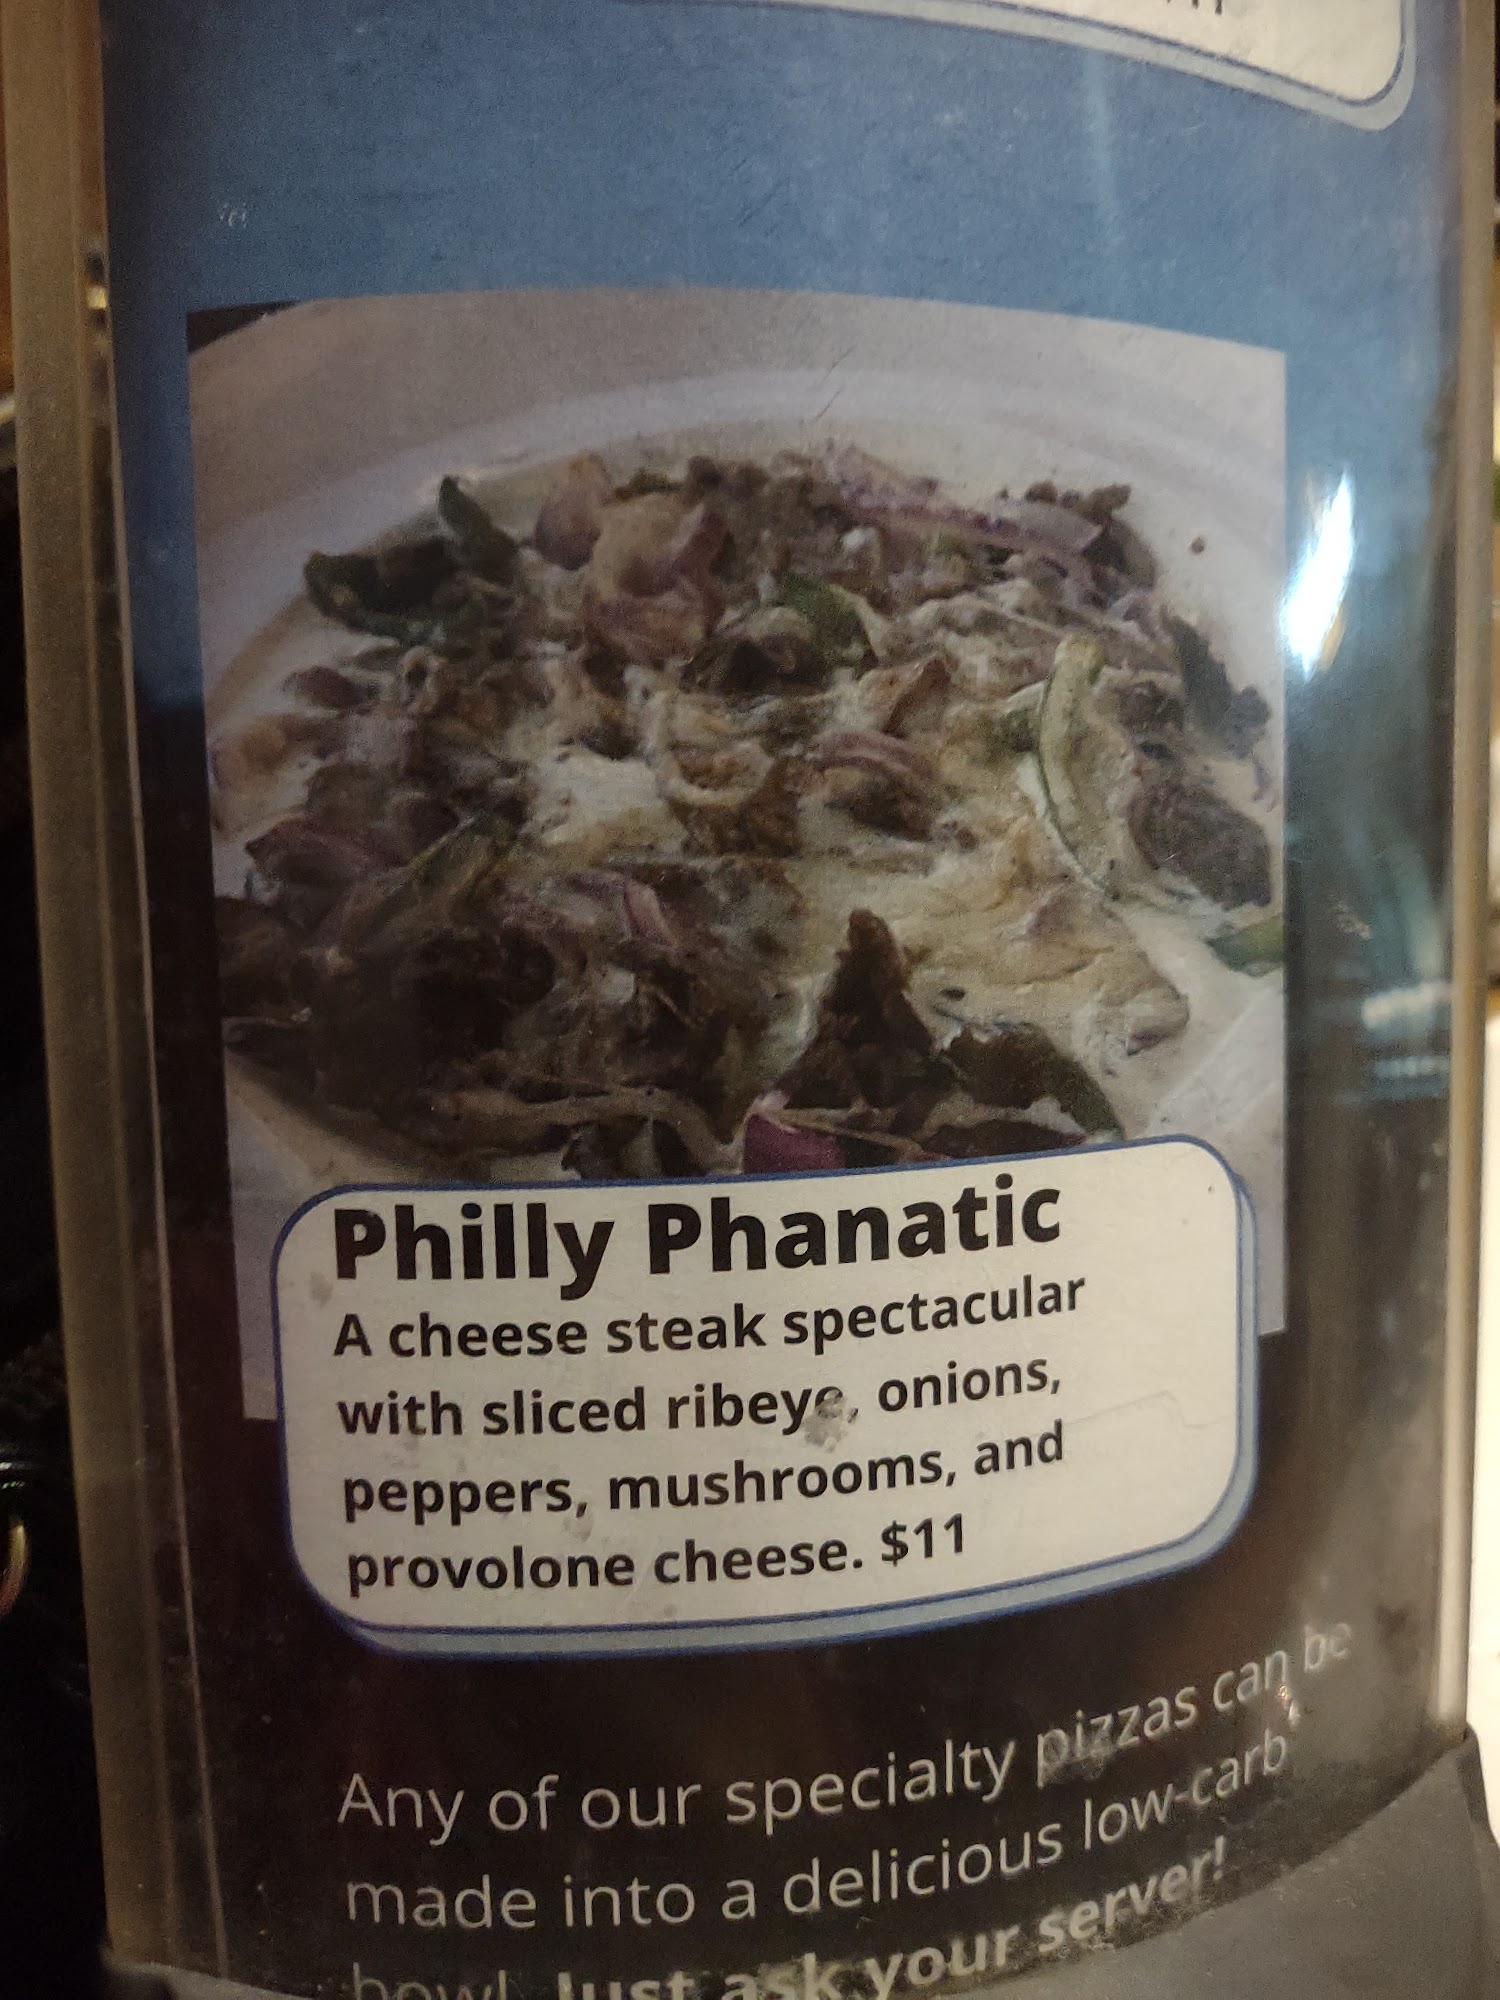 Philly Phanatic
A cheese steak spectacular
with sliced ribeye, onions,
peppers, mushrooms, and
provolone cheese. $11
Any of our specialty pizzas can be
made into a delicious low-carb
bowl. Just ask your server!